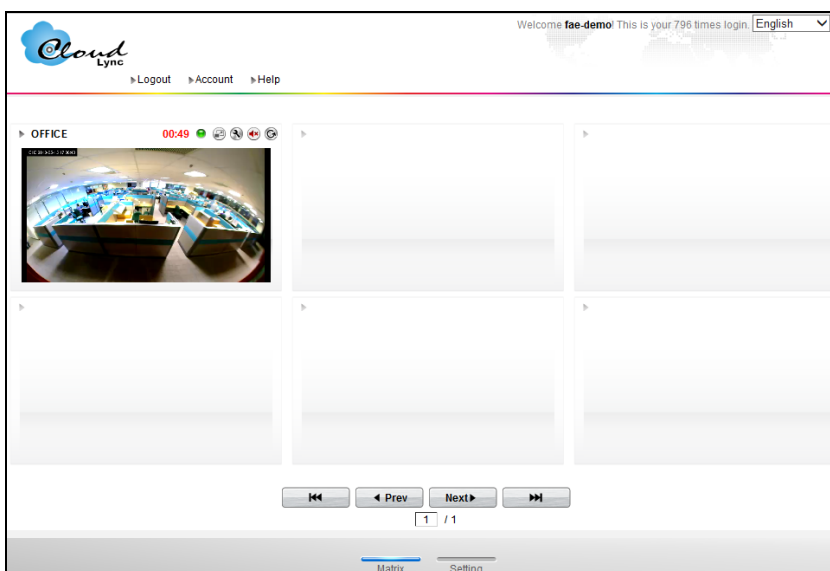 Welcome fae-demo! This is your 796 times login. English
Cloud
Lync
Logout Account Help
OFFICE 00:49
Prev Next
1 / 1
Matrix Setting